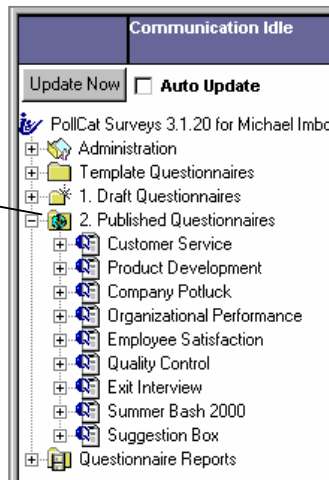 Communication Idle
Update Now Auto Update
PollCat Surveys 3.1.20 for Michael Imbo
Administration
Template Questionnaires
1. Draft Questionnaires
2. Published Questionnaires
Customer Service
Product Development
Company Potluck
Organizational Performance
Employee Satisfaction
Quality Control
Exit Interview
Summer Bash 2000
Suggestion Box
Questionnaire Reports